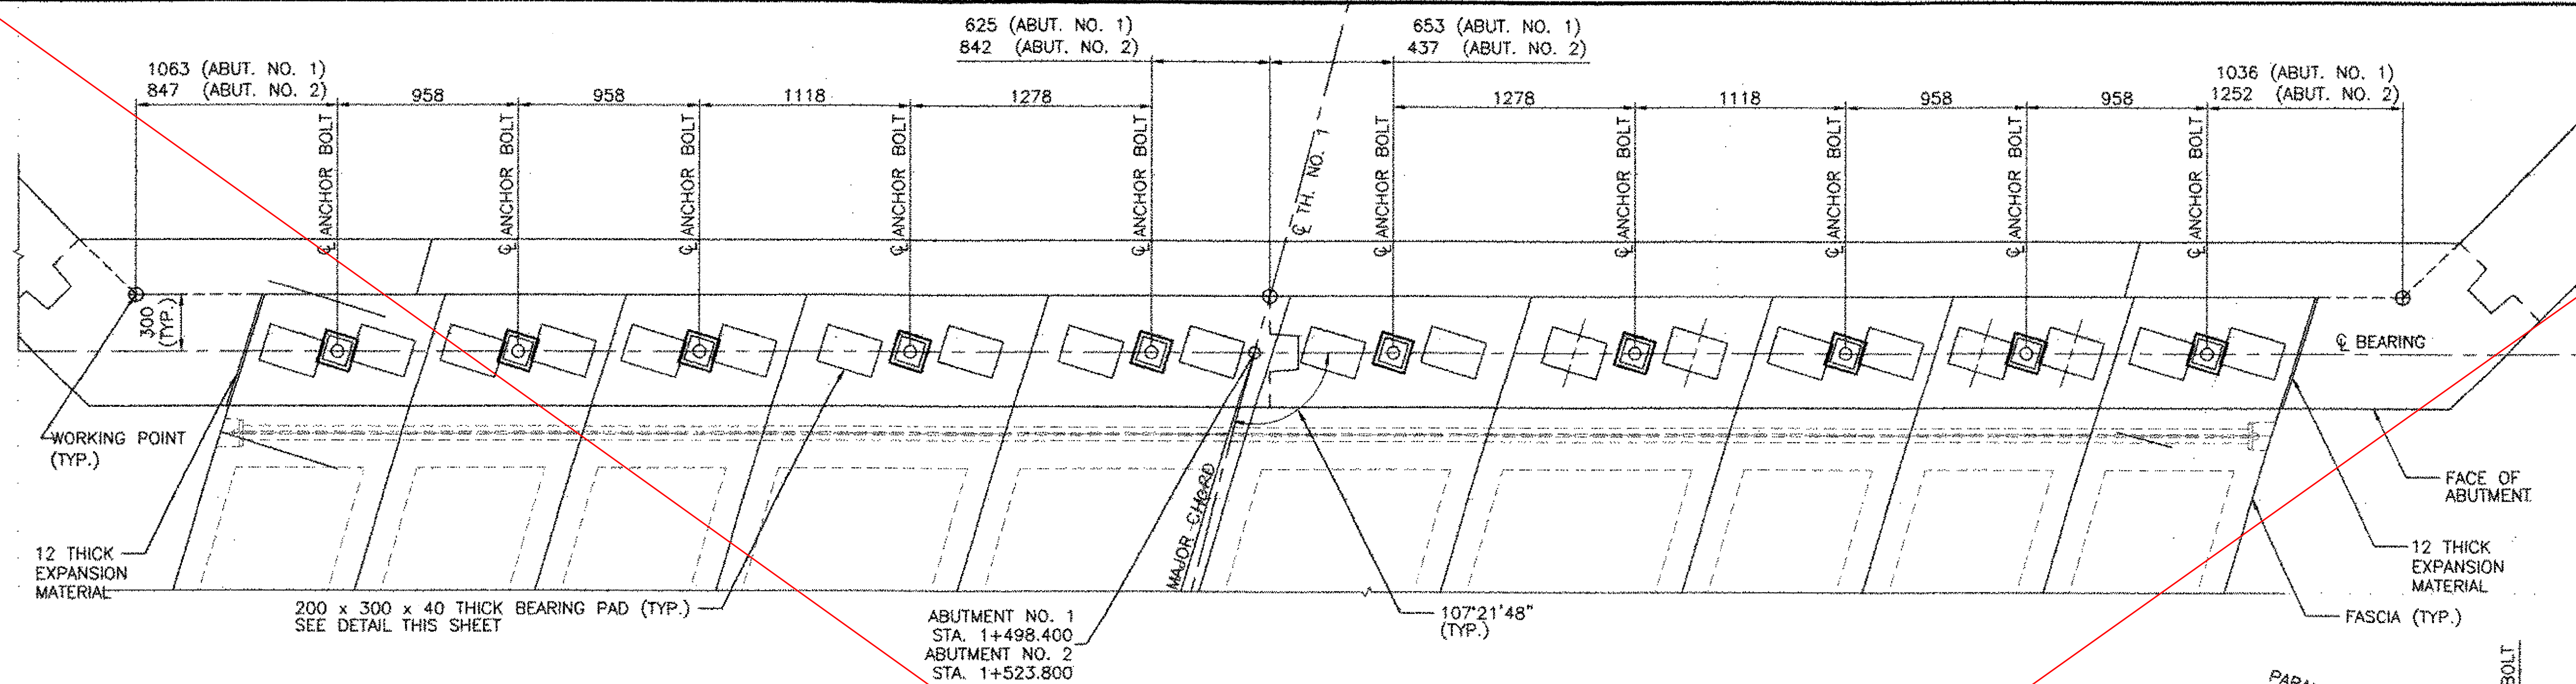 625 (ABUT. NO. 1)
842 (ABUT. NO. 2)
653 (ABUT. NO. 1)
437 (ABUT. NO. 2)
1063 (ABUT. NO. 1)
847 (ABUT. NO. 2)
1036 (ABUT. NO. 1)
1252 (ABUT. NO. 2)
958
958
1118
1278
1278
1118
958
958
℄ ANCHOR BOLT
℄ ANCHOR BOLT
℄ ANCHOR BOLT
℄ ANCHOR BOLT
℄ ANCHOR BOLT
℄ TH. NO. 1
℄ ANCHOR BOLT
℄ ANCHOR BOLT
℄ ANCHOR BOLT
℄ ANCHOR BOLT
℄ ANCHOR BOLT
300
(TYP.)
℄ BEARING
WORKING POINT
(TYP.)
MAJOR CHORD
FACE OF
ABUTMENT
12 THICK
EXPANSION
MATERIAL
12 THICK
EXPANSION
MATERIAL
200 x 300 x 40 THICK BEARING PAD (TYP.)
SEE DETAIL THIS SHEET
ABUTMENT NO. 1
STA. 1+498.400
ABUTMENT NO. 2
STA. 1+523.800
107°21'48"
(TYP.)
FASCIA (TYP.)
BOLT